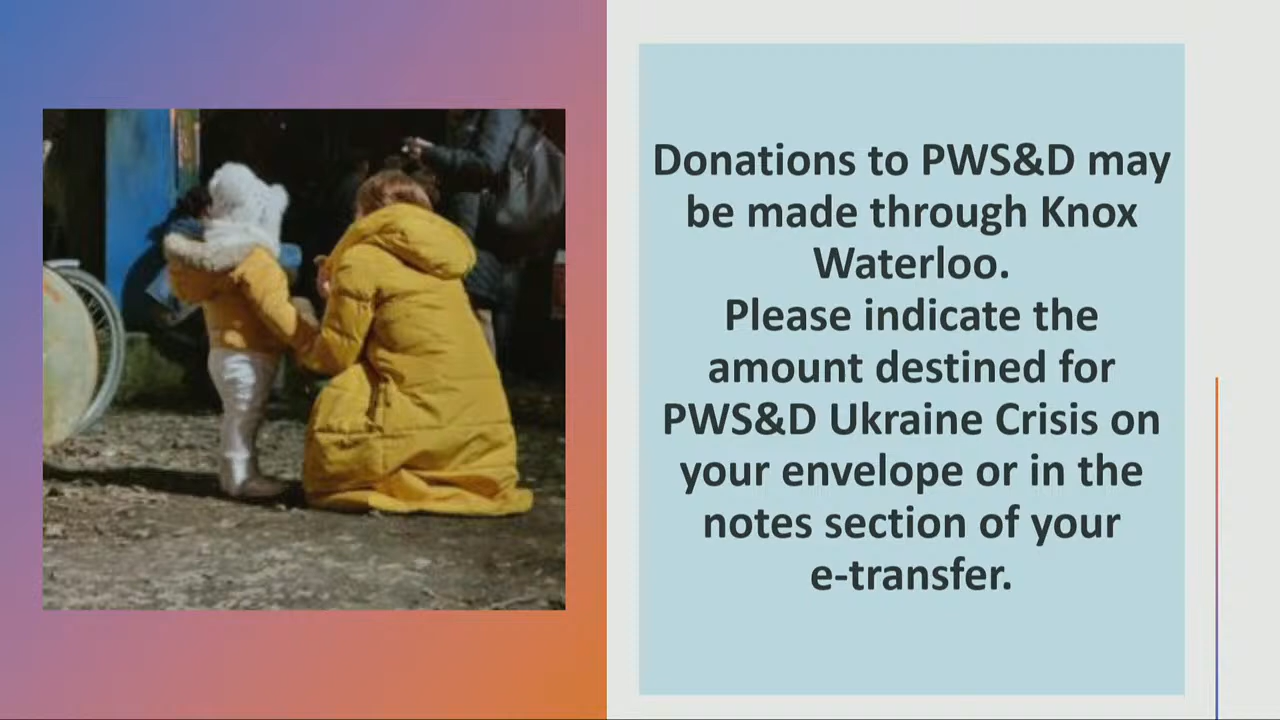 Donations to PWS&D may
be made through Knox
Waterloo.
Please indicate the
amount destined for
PWS&D Ukraine Crisis on
your envelope or in the
notes section of your
e-transfer.